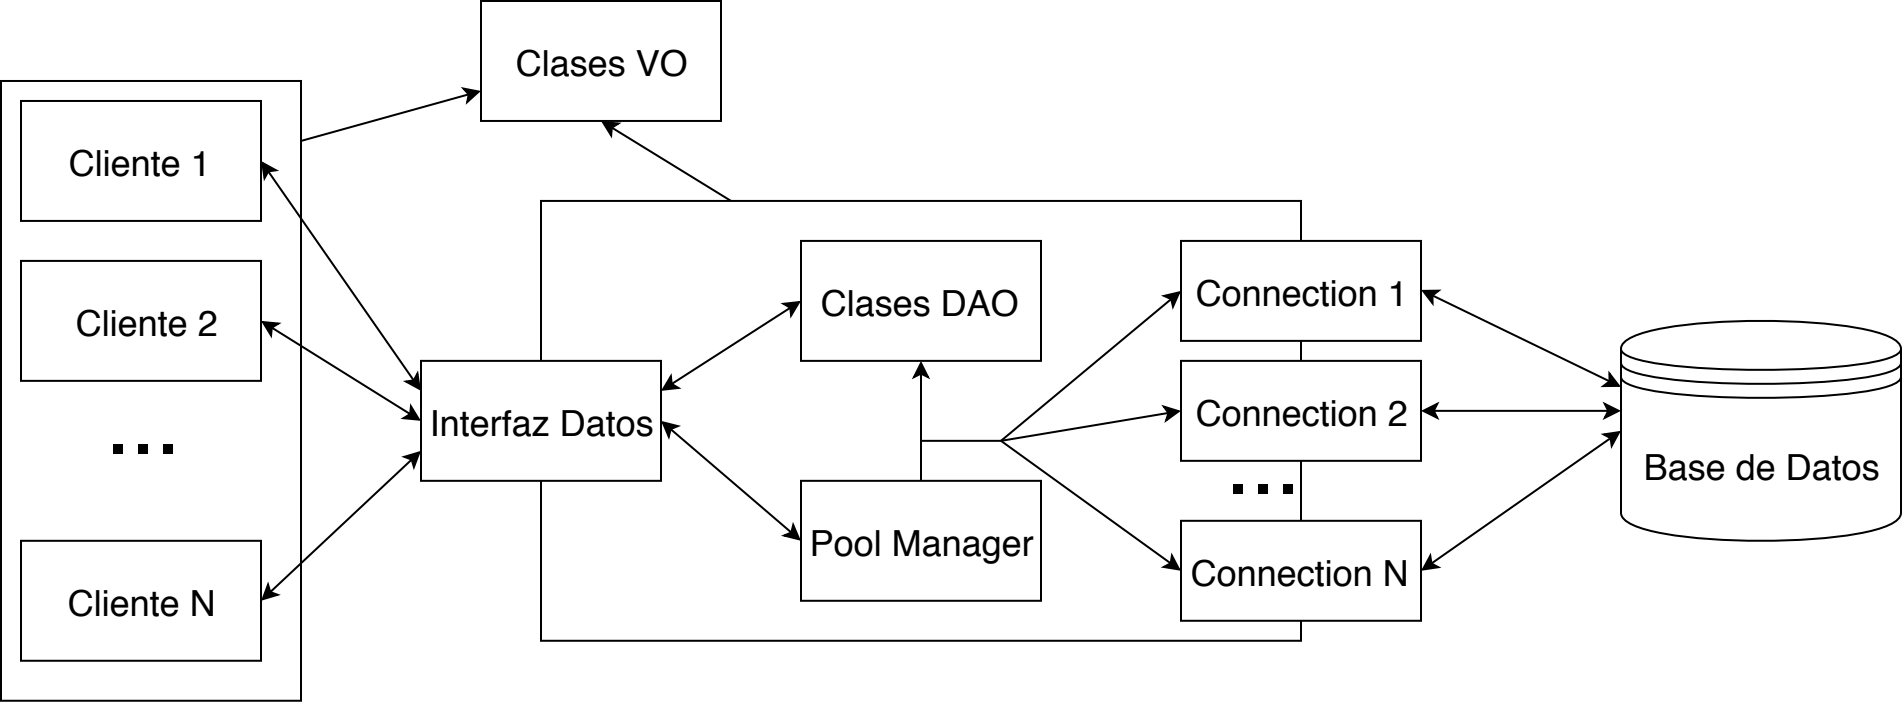 Clases VO
Cliente 1
Cliente 2
...
Cliente N
Interfaz Datos
Clases DAO
Pool Manager
Connection 1
Connection 2
...
Connection N
Base de Datos